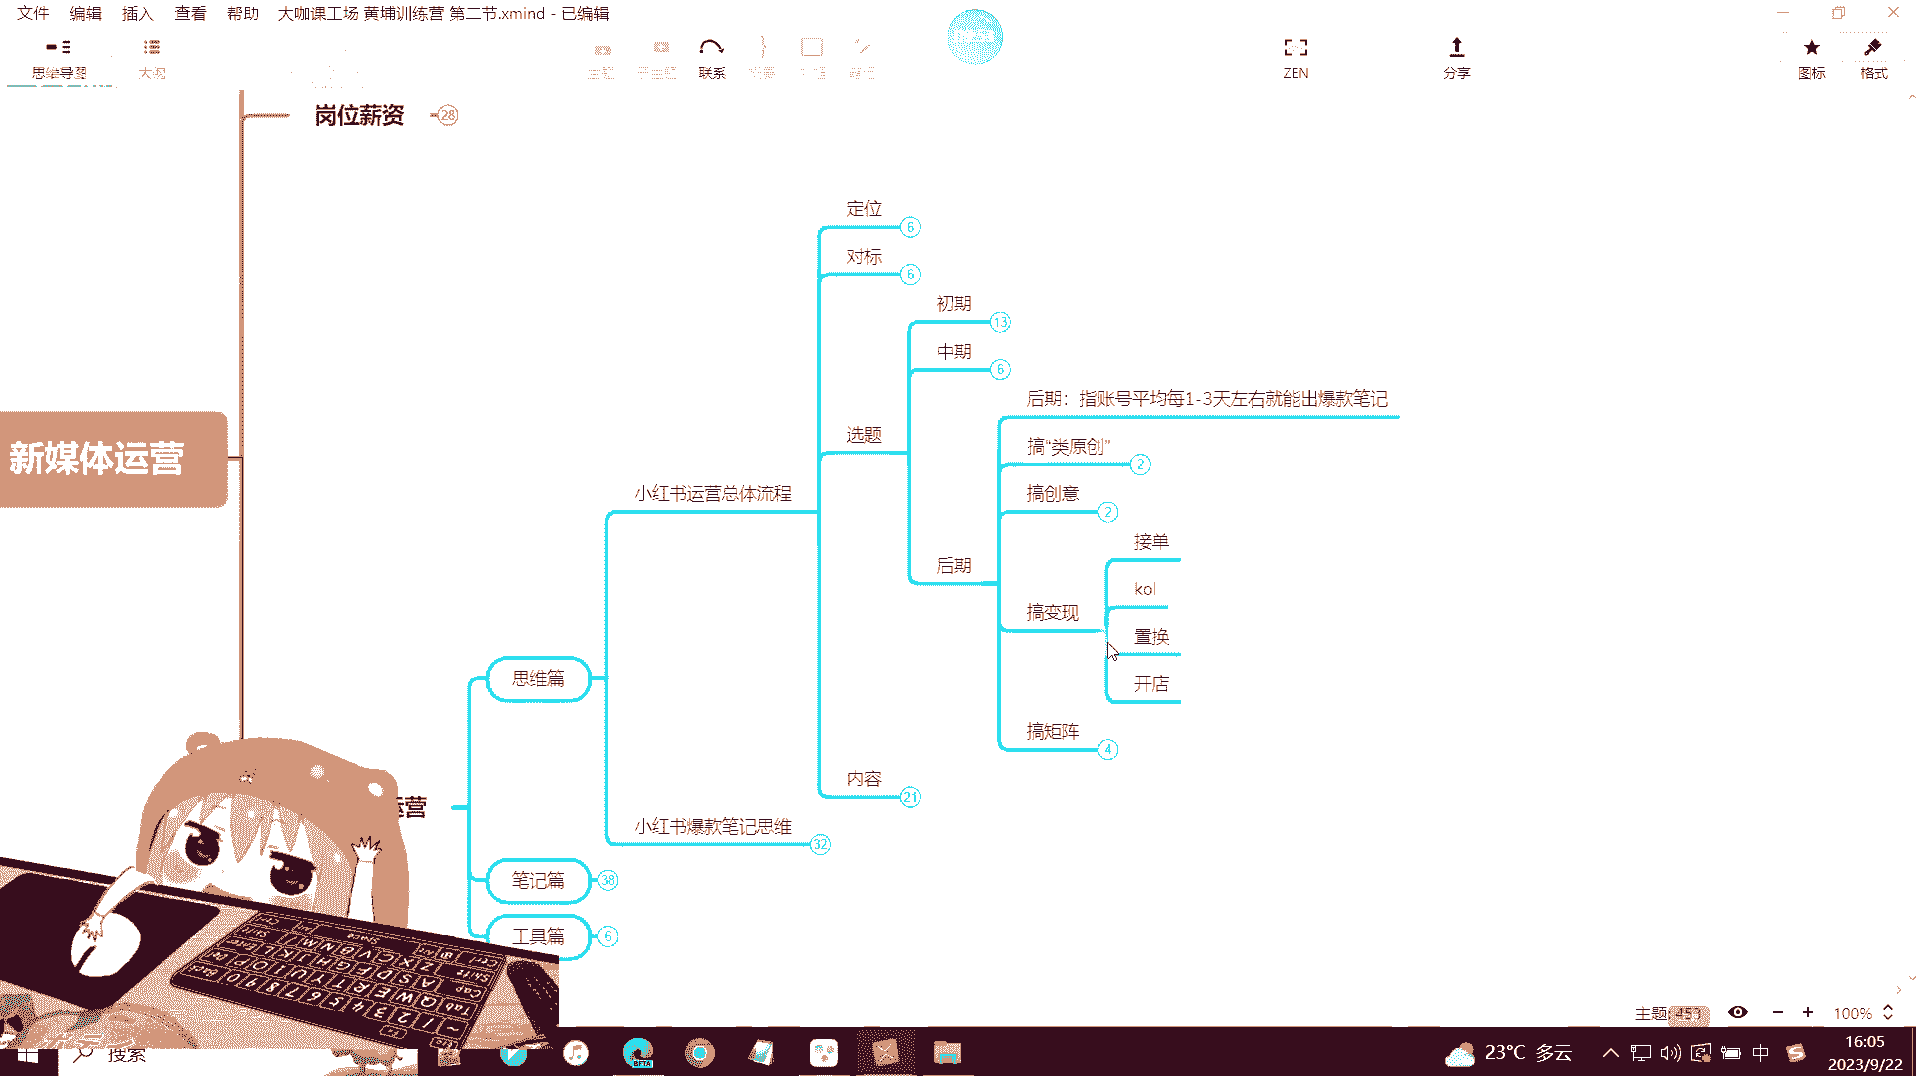 文件 编辑 插入 查看 帮助 大咖课工场 黄埔训练营 第二节.xmind - 已编辑
思维导图 大纲 联系 ZEN 分享 图标 格式
岗位薪资 28
定位 6
对标 6
初期 13
中期 6
后期：指账号平均每1-3天左右就能出爆款笔记
选题
搞“类原创” 2
新媒体运营
小红书运营总体流程
搞创意 2
接单
后期
kol
搞变现
置换
思维篇
开店
搞矩阵 4
内容 21
运营
小红书爆款笔记思维 32
笔记篇 38
工具篇 6
主题: 453 100%
搜索
BETA
23°C 多云
中
16:05
2023/9/22